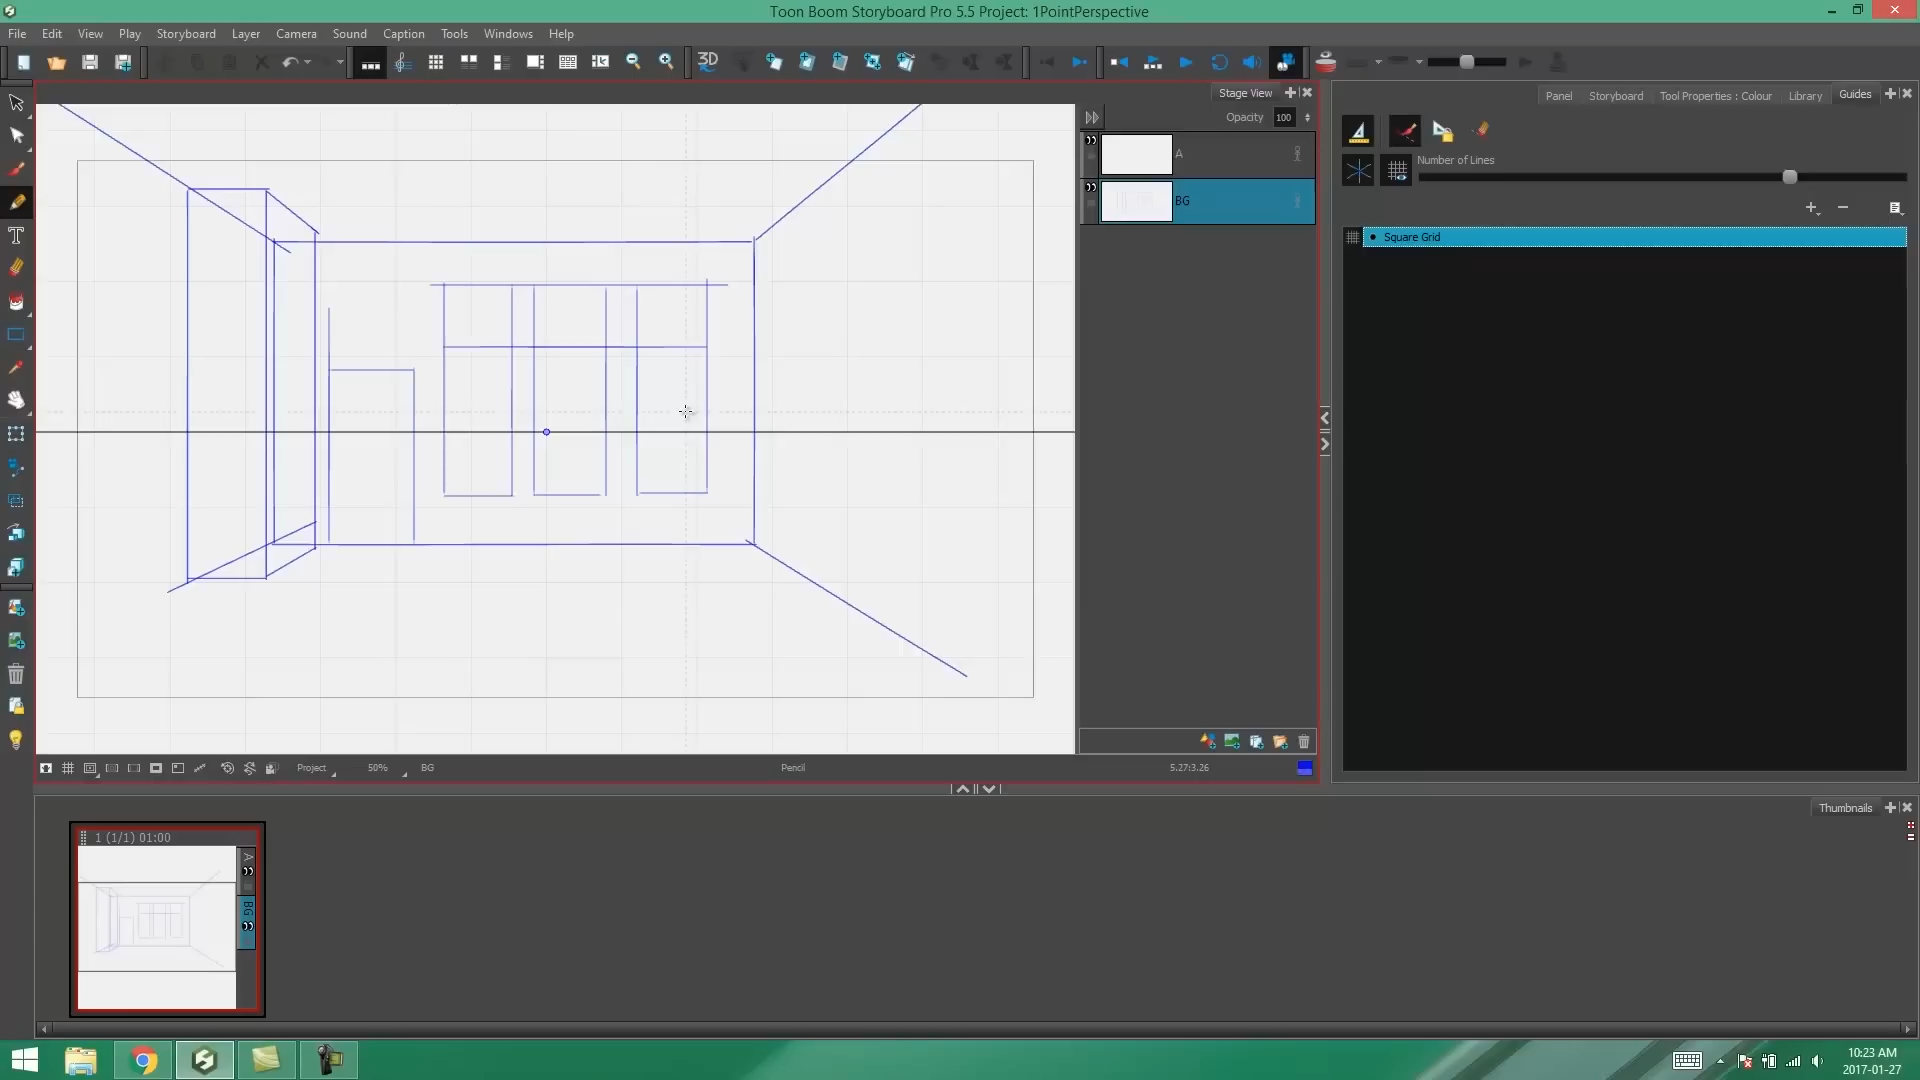 Toon Boom Storyboard Pro 5.5 Project: 1PointPerspective
File Edit View Play Storyboard Layer Camera Sound Caption Tools Windows Help
3D
Stage View
Opacity 100
A
BG
Panel Storyboard Tool Properties : Colour Library Guides
Number of Lines
Square Grid
Project 50% BG Pencil 5.27:3.26
Thumbnails
1 (1/1) 01:00
A
BG
10:23 AM
2017-01-27